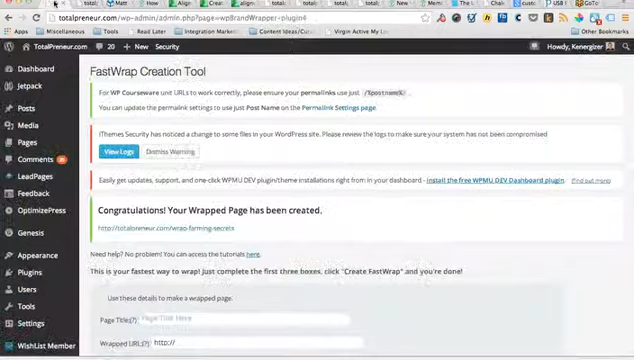 Matt
How
Align
Crea
align
totalpreneur.com/wp-admin/admin.php?page=wpBrandWrapper-plugin4
Apps
Miscellaneous
Tools
To Read Later
Integration Marketing
Content Ideas/Cura
Virgin Active My L
Other Bookmarks
TotalPreneur.com
20
New
Security
Howdy, Kenergizer
Dashboard
Jetpack
Posts
Media
Pages
Comments
LeadPages
Feedback
OptimizePress
Genesis
Appearance
Plugins
Users
Tools
Settings
WishList Member
FastWrap Creation Tool
For WP Courseware unit URLs to work correctly, please ensure your permalinks use just /%postname%/.
You can update the permalink settings to use just Post Name on the Permalink Settings page.
iThemes Security has noticed a change to some files in your WordPress site. Please review the logs to make sure your system has not been compromised
View Logs
Dismiss Warning
Easily get updates, support, and one-click WPMU DEV plugin/theme installations right from in your dashboard - install the free WPMU DEV Dashboard plugin.
(find out more)
Congratulations! Your Wrapped Page has been created.
http://totalpreneur.com/wrap-farming-secrets
Need help? No problem! You can access the tutorials here.
This is your fastest way to wrap! Just complete the first three boxes, click "Create FastWrap" and you're done!
Use these details to make a wrapped page.
Page Title:(?)
Page Title Here
Wrapped URL:(?)
http://